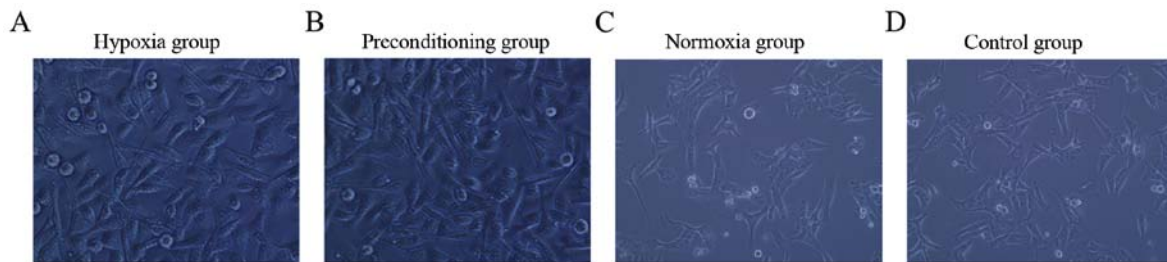 A
Hypoxia group
B
Preconditioning group
C
Normoxia group
D
Control group